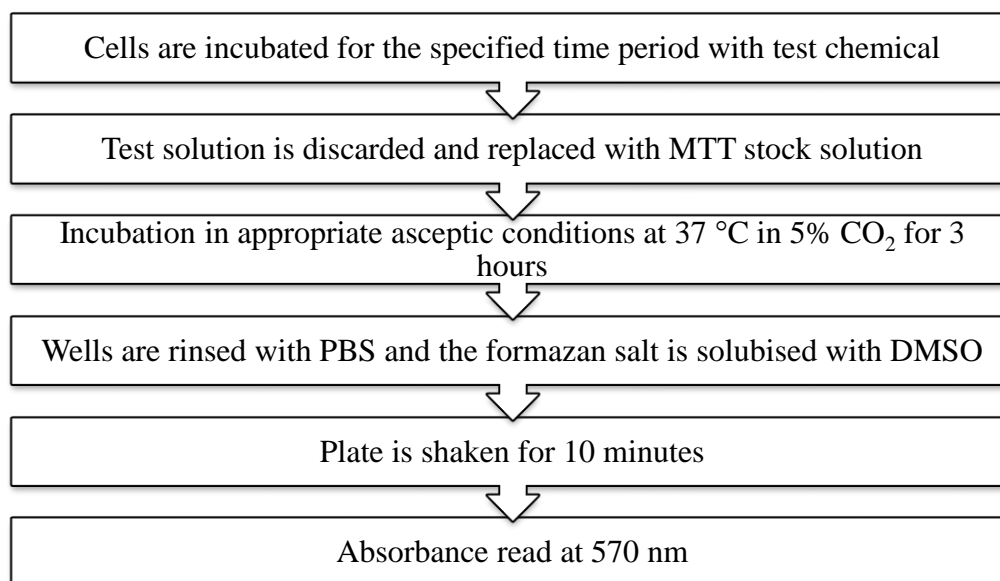 Cells are incubated for the specified time period with test chemical
Test solution is discarded and replaced with MTT stock solution
Incubation in appropriate asceptic conditions at 37 °C in 5% CO₂ for 3
hours
Wells are rinsed with PBS and the formazan salt is solubised with DMSO
Plate is shaken for 10 minutes
Absorbance read at 570 nm